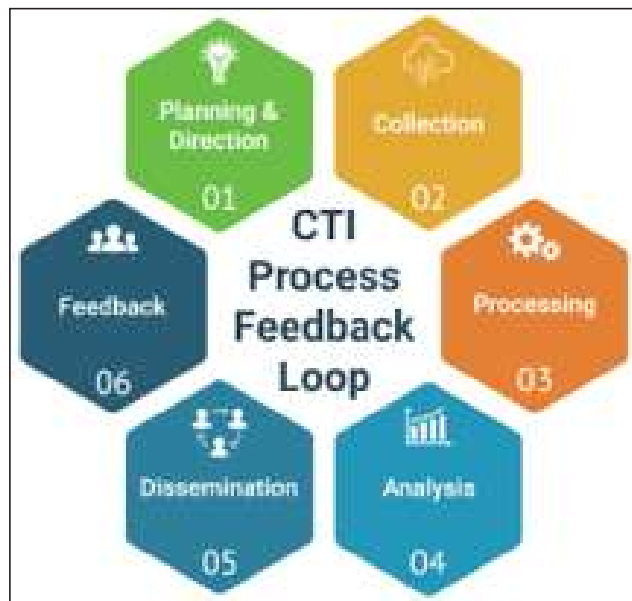 Planning &
Direction
01
Collection
02
Processing
03
Analysis
04
Dissemination
05
Feedback
06
CTI
Process
Feedback
Loop